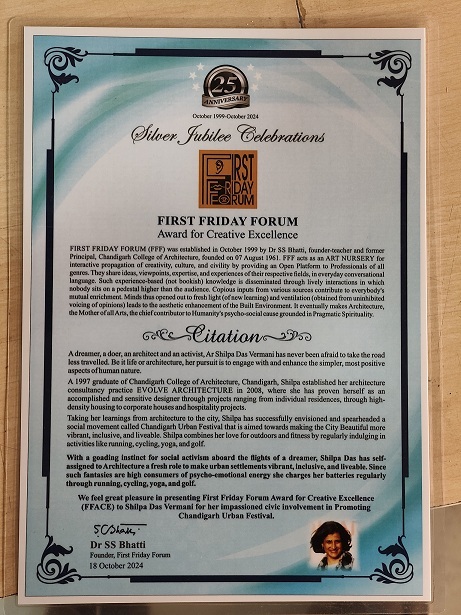 25
ANNIVERSARY
October 1999-October 2024
Silver Jubilee Celebrations
FIRST
FRIDAY
FORUM
FIRST FRIDAY FORUM
Award for Creative Excellence
FIRST FRIDAY FORUM (FFF) was established in October 1999 by Dr SS Bhatti, founder-teacher and former
Principal, Chandigarh College of Architecture, founded on 07 August 1961. FFF acts as an ART NURSERY for
interactive propagation of creativity, culture, and civility by providing an Open Platform to Professionals of all
genres. They share ideas, viewpoints, expertise, and experiences of their respective fields, in everyday conversational
language. Such experience-based (not bookish) knowledge is disseminated through lively interactions in which
nobody sits on a pedestal higher than the audience. Copious inputs from various sources contribute to everybody's
mutual enrichment. Minds thus opened out to fresh light (of new learning) and ventilation (obtained from uninhibited
voicing of opinions) leads to the aesthetic enhancement of the Built Environment. It eventually makes Architecture,
the Mother of all Arts, the chief contributor to Humanity's psycho-social cause grounded in Pragmatic Spirituality.
Citation
A dreamer, a doer, an architect and an activist, Ar Shilpa Das Vermani has never been afraid to take the road
less travelled. Be it life or architecture, her pursuit is to engage with and enhance the simpler, most positive
aspects of human nature.
A 1997 graduate of Chandigarh College of Architecture, Chandigarh, Shilpa established her architecture
consultancy practice EVOLVE ARCHITECTURE in 2008, where she has proven herself as an
accomplished and sensitive designer through projects ranging from individual residences, through high-
density housing to corporate houses and hospitality projects.
Taking her learnings from architecture to the city, Shilpa has successfully envisioned and spearheaded a
social movement called Chandigarh Urban Festival that is aimed towards making the City Beautiful more
vibrant, inclusive, and liveable. Shilpa combines her love for outdoors and fitness by regularly indulging in
activities like running, cycling, yoga, and golf.
With a goading instinct for social activism aboard the flights of a dreamer, Shilpa Das has self-
assigned to Architecture a fresh role to make urban settlements vibrant, inclusive, and liveable. Since
such fantasies are high consumers of psycho-emotional energy she charges her batteries regularly
through running, cycling, yoga, and golf.
We feel great pleasure in presenting First Friday Forum Award for Creative Excellence
(FFACE) to Shilpa Das Vermani for her impassioned civic involvement in Promoting
Chandigarh Urban Festival.
SSBhatti
Dr SS Bhatti
Founder, First Friday Forum
18 October 2024